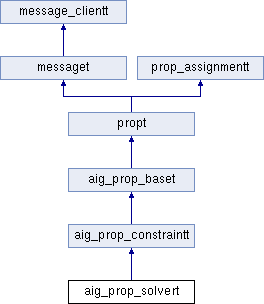 message_clientt
messaget
prop_assignmentt
propt
aig_prop_baset
aig_prop_constraintt
aig_prop_solvert